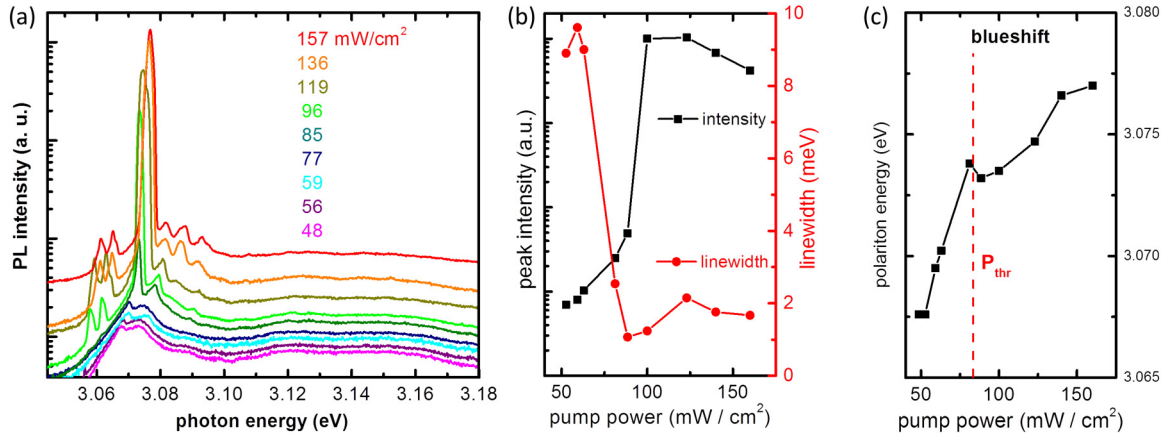 (a)
157 mW/cm²
136
119
96
85
77
59
56
48
PL intensity (a. u.)
3.06 3.08 3.10 3.12 3.14 3.16 3.18
photon energy (eV)
(b)
intensity
linewidth
peak intensity (a.u.)
linewidth (meV)
10
8
6
4
2
0
50 100 150
pump power (mW / cm²)
(c)
blueshift
P thr
polariton energy (eV)
3.080
3.075
3.070
3.065
50 100 150
pump power (mW / cm²)